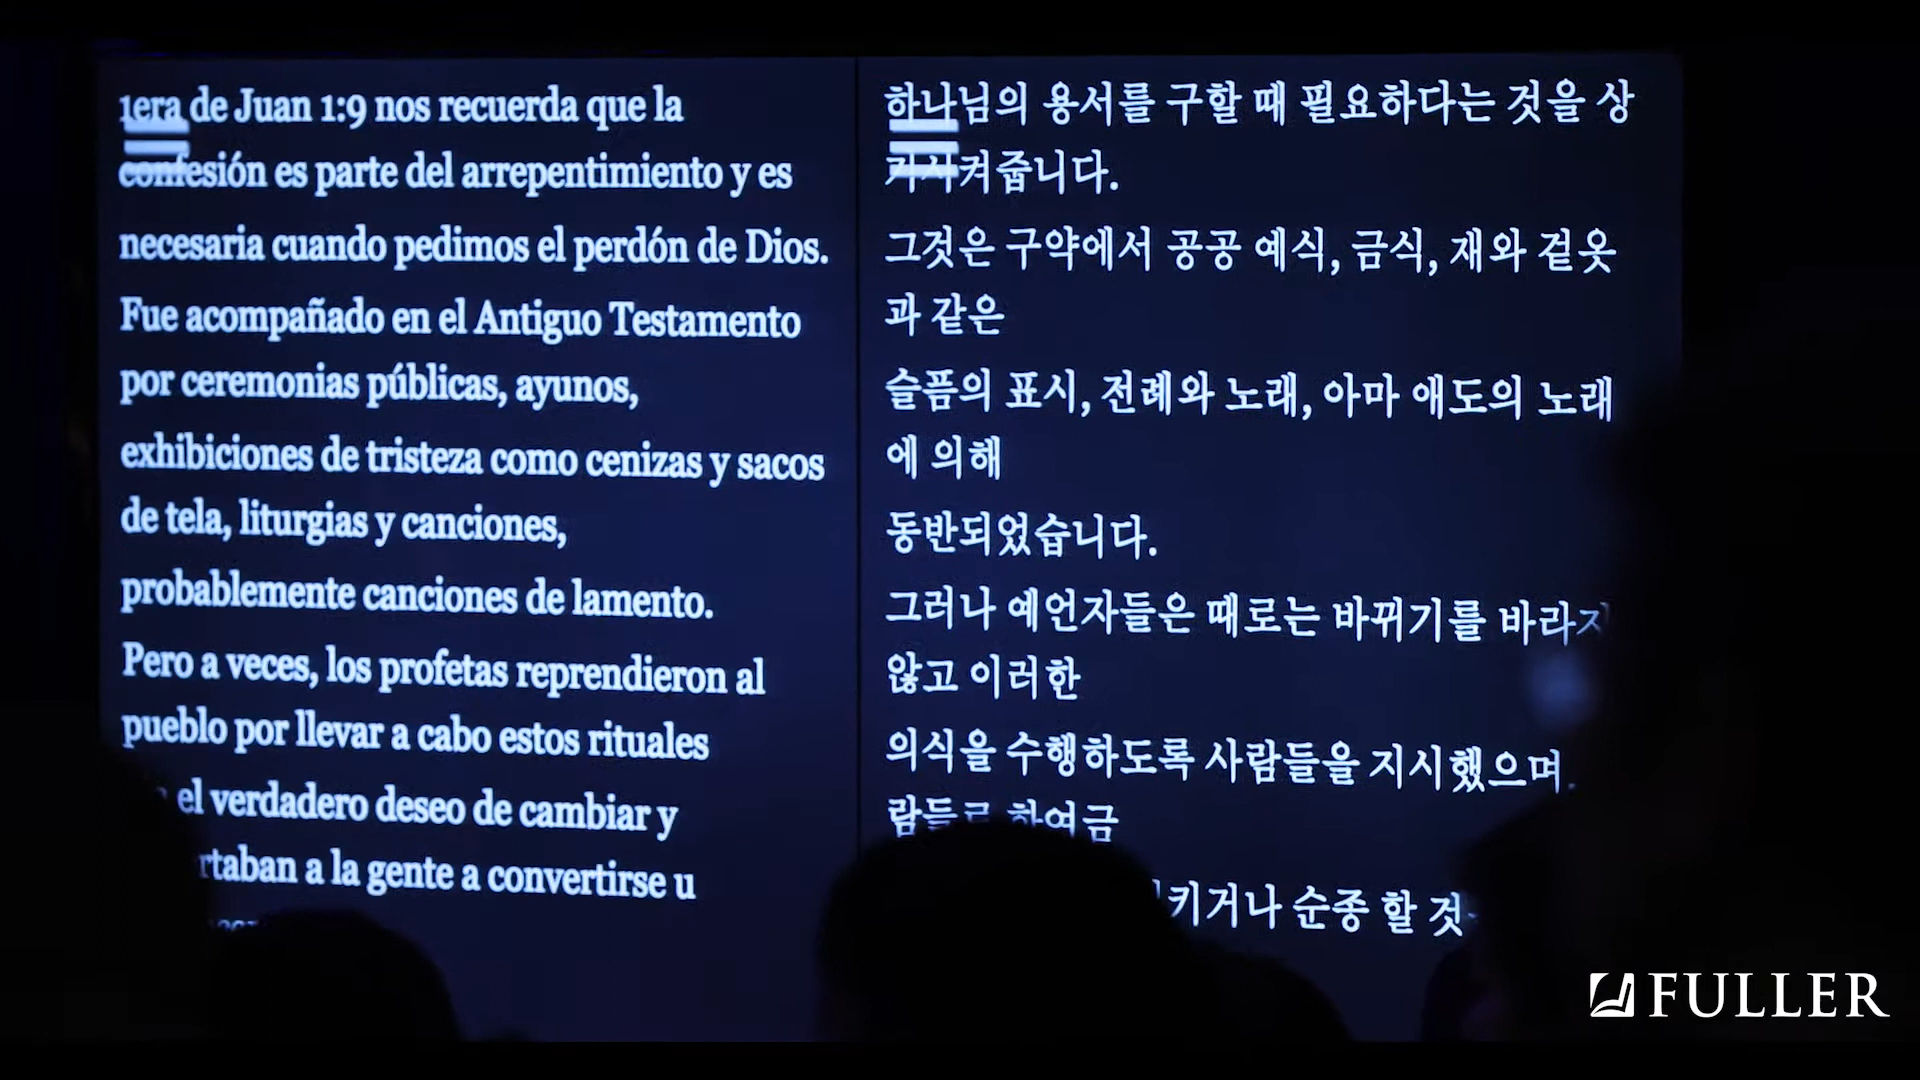 1era de Juan 1:9 nos recuerda que la
confesión es parte del arrepentimiento y es
necesaria cuando pedimos el perdón de Dios.
Fue acompañado en el Antiguo Testamento
por ceremonias públicas, ayunos,
exhibiciones de tristeza como cenizas y sacos
de tela, liturgias y canciones,
probablemente canciones de lamento.
Pero a veces, los profetas reprendieron al
pueblo por llevar a cabo estos rituales
el verdadero deseo de cambiar y
a la gente a convertirse u
하나님의 용서를 구할 때 필요하다는 것을 상
기시켜줍니다.
그것은 구약에서 공공 예식, 금식, 재와 겉옷
과 같은
슬픔의 표시, 전례와 노래, 아마 애도의 노래
에 의해
동반되었습니다.
그러나 예언자들은 때로는 바뀌기를 바라지
않고 이러한
의식을 수행하도록 사람들을 지시했으며,
람들로 하여금
순종 할 것
FULLER